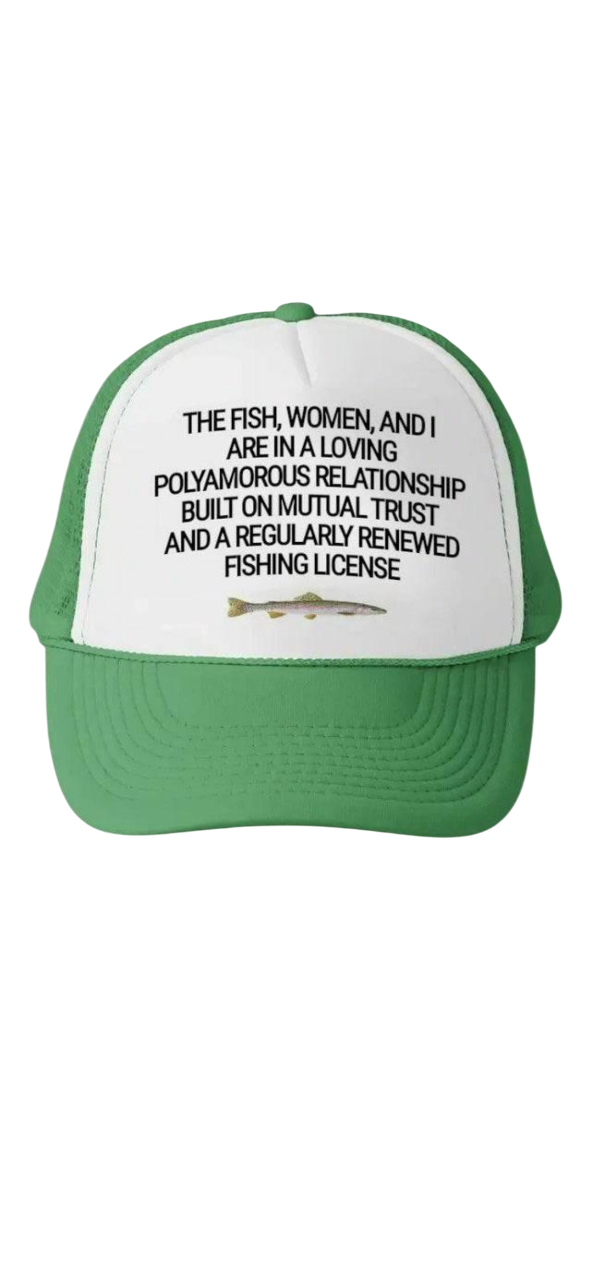 THE FISH, WOMEN, AND I
ARE IN A LOVING
POLYAMOROUS RELATIONSHIP
BUILT ON MUTUAL TRUST
AND A REGULARLY RENEWED
FISHING LICENSE